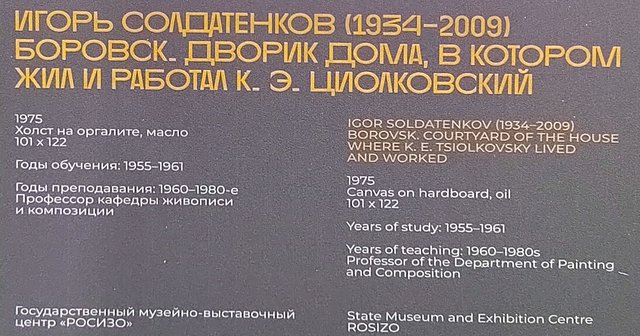 ИГОРЬ СОЛДАТЕНКОВ (1934–2009)
БОРОВСК. ДВОРИК ДОМА, В КОТОРОМ
ЖИЛ И РАБОТАЛ К. Э. ЦИОЛКОВСКИЙ
1975
Холст на оргалите, масло
101 x 122
Годы обучения: 1955–1961
Годы преподавания: 1960–1980-е
Профессор кафедры живописи
и композиции
Государственный музейно-выставочный
центр «РОСИЗО»
IGOR SOLDATENKOV (1934–2009)
BOROVSK. COURTYARD OF THE HOUSE
WHERE K. E. TSIOLKOVSKY LIVED
AND WORKED
1975
Canvas on hardboard, oil
101 x 122
Years of study: 1955–1961
Years of teaching: 1960–1980s
Professor of the Department of Painting
and Composition
State Museum and Exhibition Centre
ROSIZO